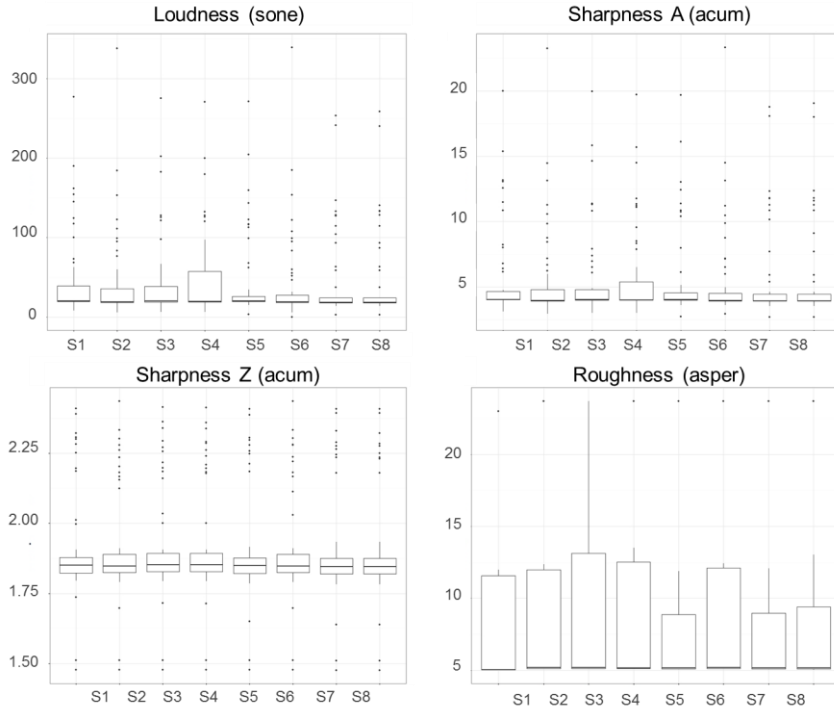 Loudness (sone)
300
200
100
0
S1 S2 S3 S4 S5 S6 S7 S8
Sharpness A (acum)
20
15
10
5
S1 S2 S3 S4 S5 S6 S7 S8
Sharpness Z (acum)
2.25
2.00
1.75
1.50
S1 S2 S3 S4 S5 S6 S7 S8
Roughness (asper)
20
15
10
5
S1 S2 S3 S4 S5 S6 S7 S8